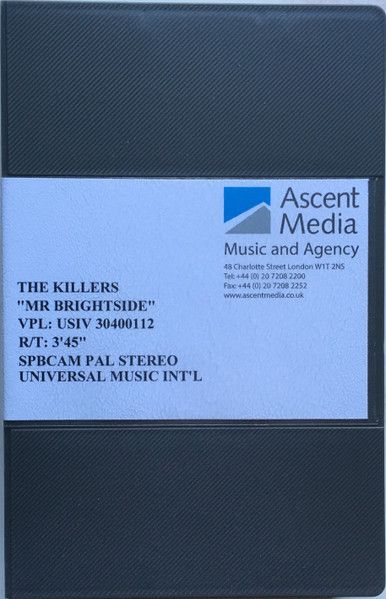 Ascent
Media
Music and Agency
48 Charlotte Street London W1T 2NS
Tel: +44 (0) 20 7208 2200
Fax: +44 (0) 20 7208 2252
www.ascentmedia.co.uk
THE KILLERS
"MR BRIGHTSIDE"
VPL: USIV 30400112
R/T: 3'45"
SPBCAM PAL STEREO
UNIVERSAL MUSIC INT'L